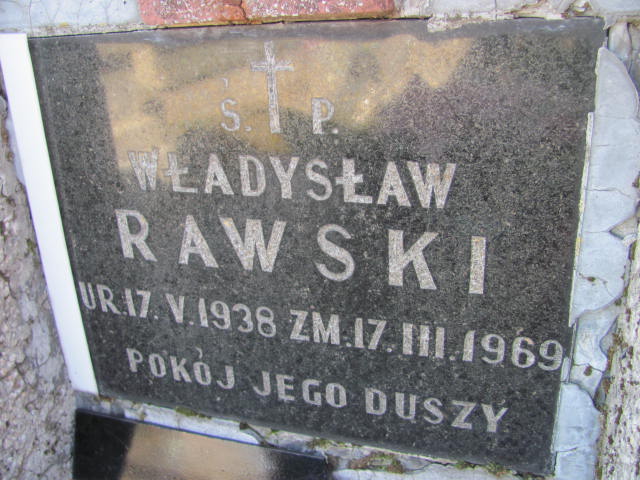 Ś. P.
WŁADYSŁAW
RAWSKI
UR.17.V.1938 ZM.17.III.1969
POKÓJ JEGO DUSZY